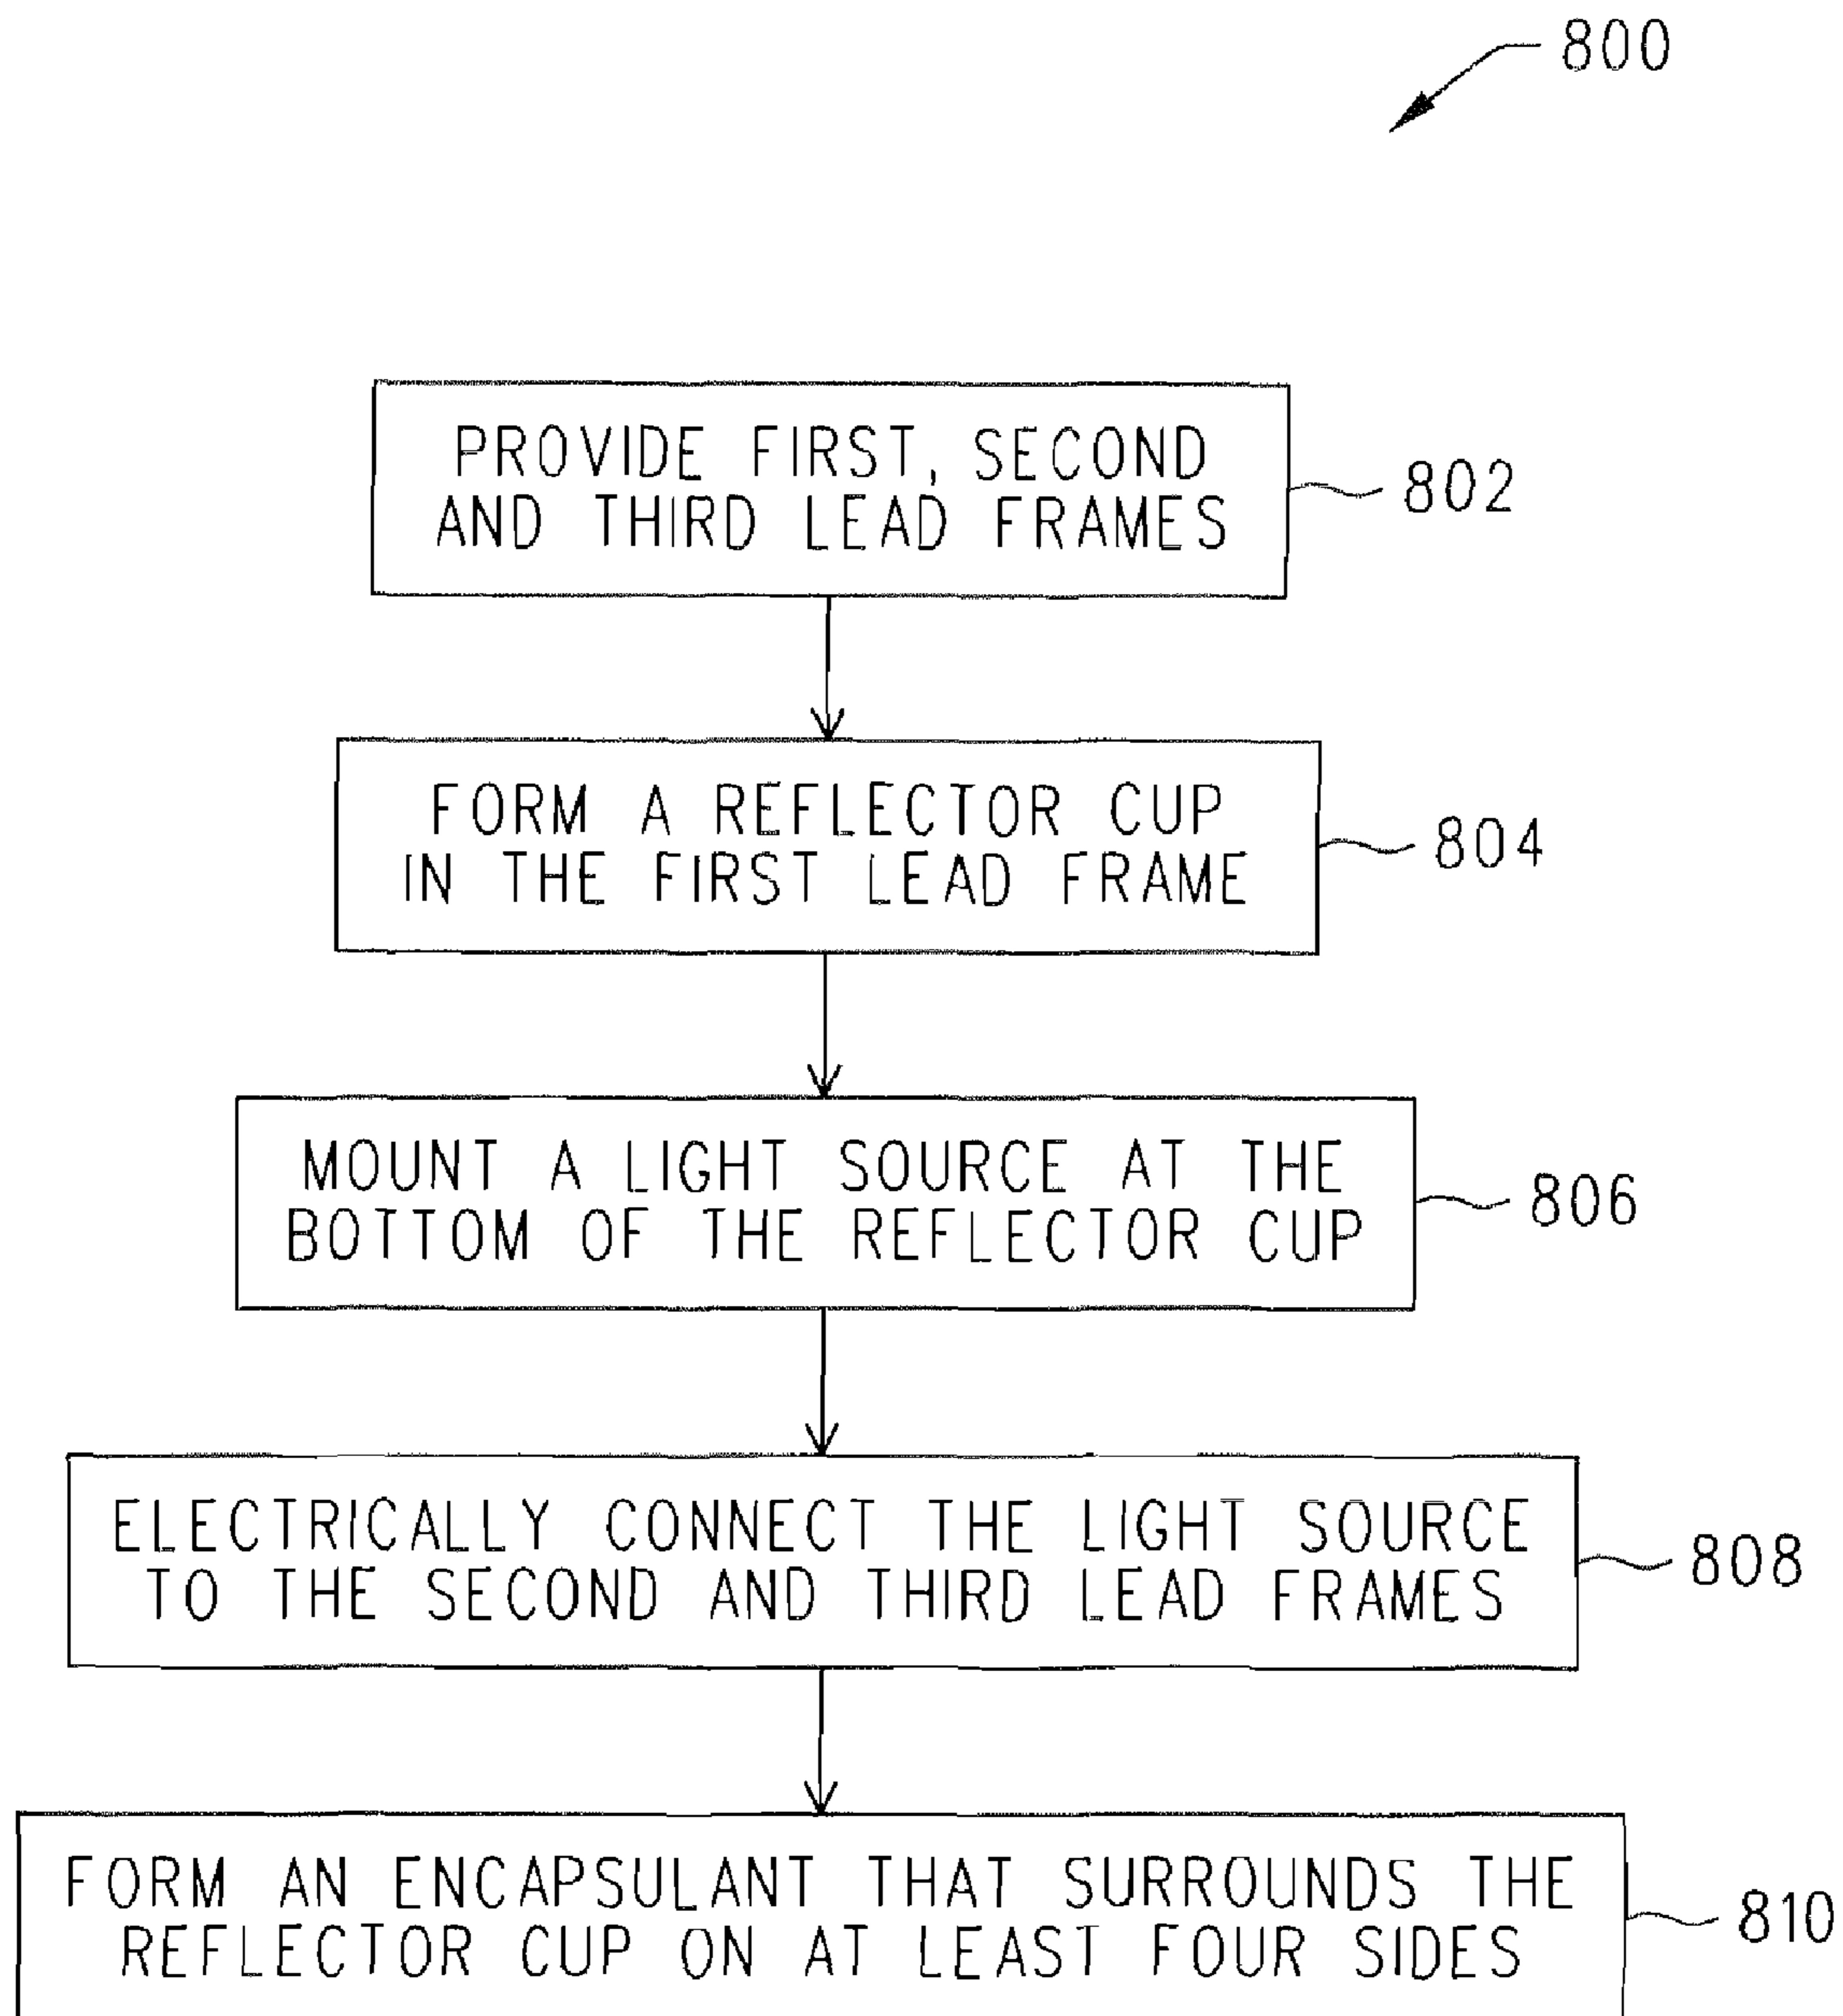 800
PROVIDE FIRST, SECOND
AND THIRD LEAD FRAMES
802
FORM A REFLECTOR CUP
IN THE FIRST LEAD FRAME
804
MOUNT A LIGHT SOURCE AT THE
BOTTOM OF THE REFLECTOR CUP
806
ELECTRICALLY CONNECT THE LIGHT SOURCE
TO THE SECOND AND THIRD LEAD FRAMES
808
FORM AN ENCAPSULANT THAT SURROUNDS THE
REFLECTOR CUP ON AT LEAST FOUR SIDES
810